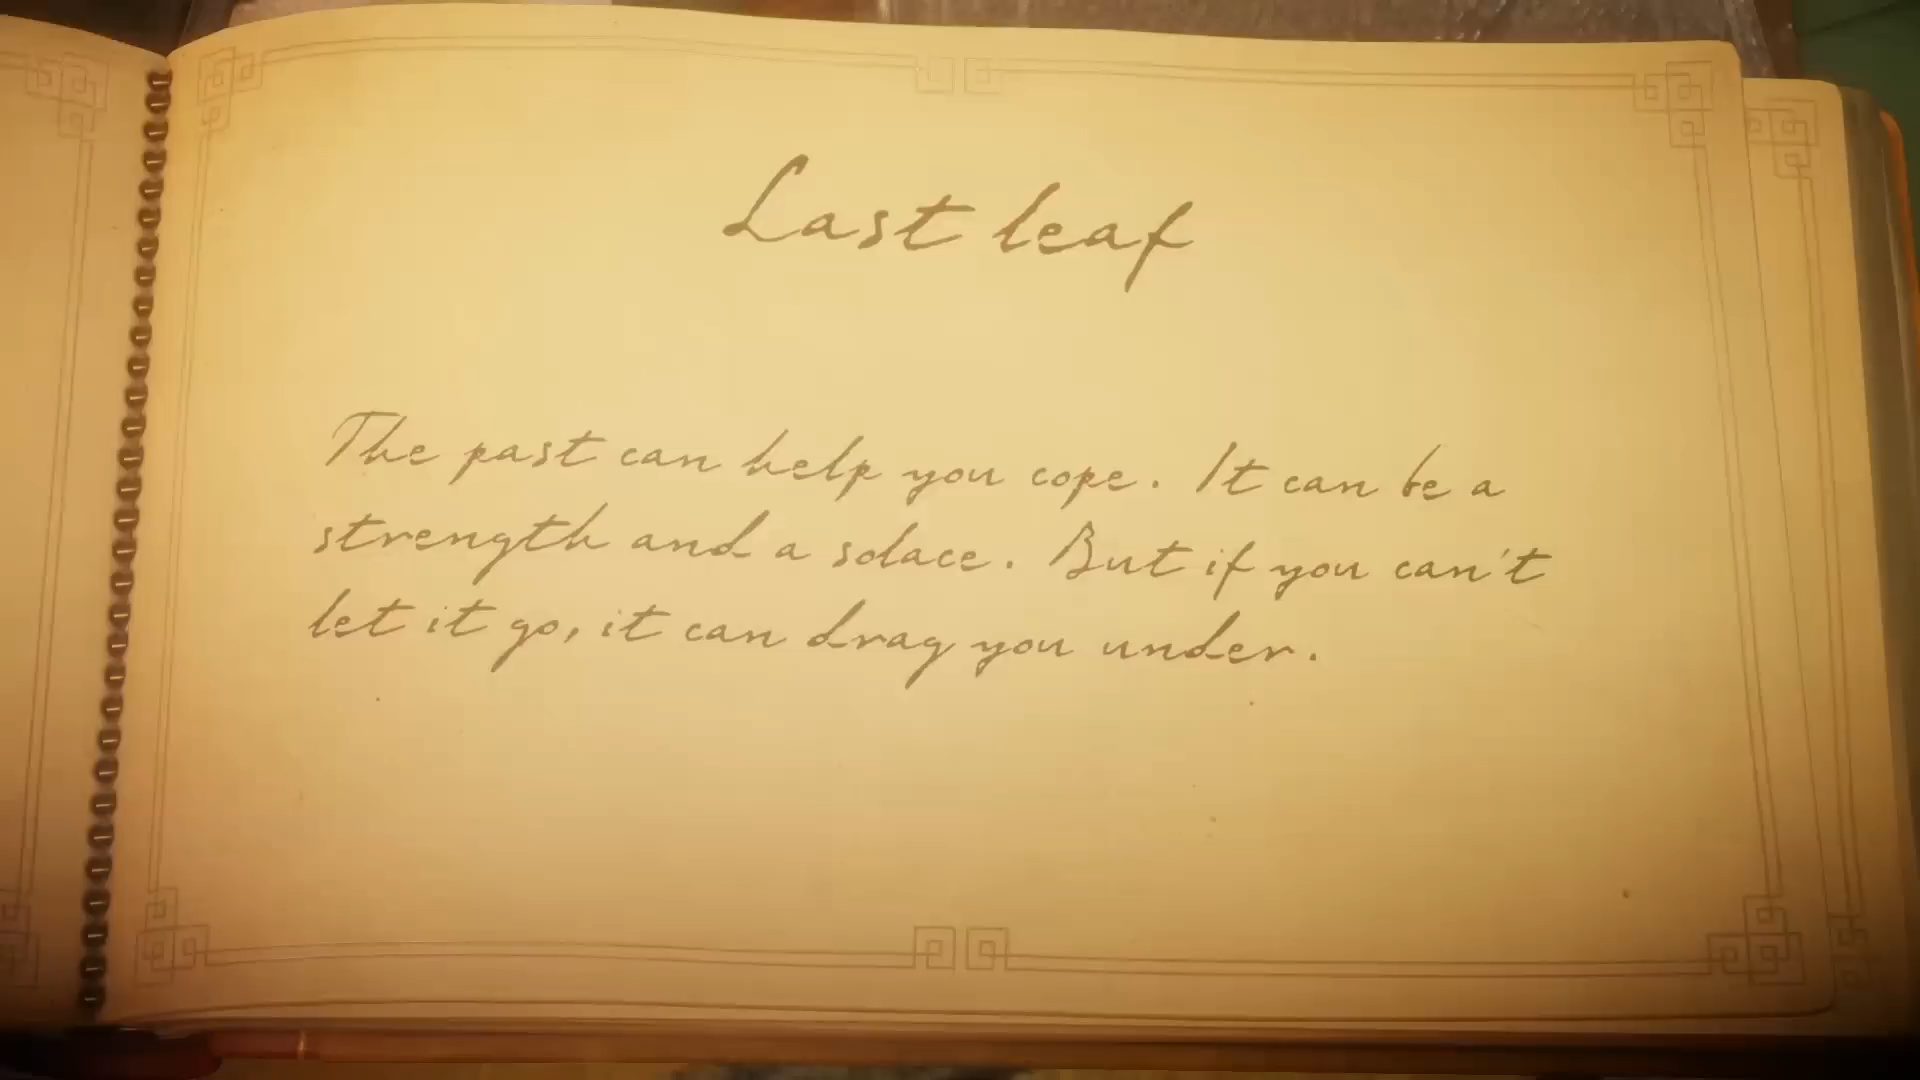 Last leaf
The past can help you cope. It can be a
strength and a solace. But if you can't
let it go, it can drag you under.